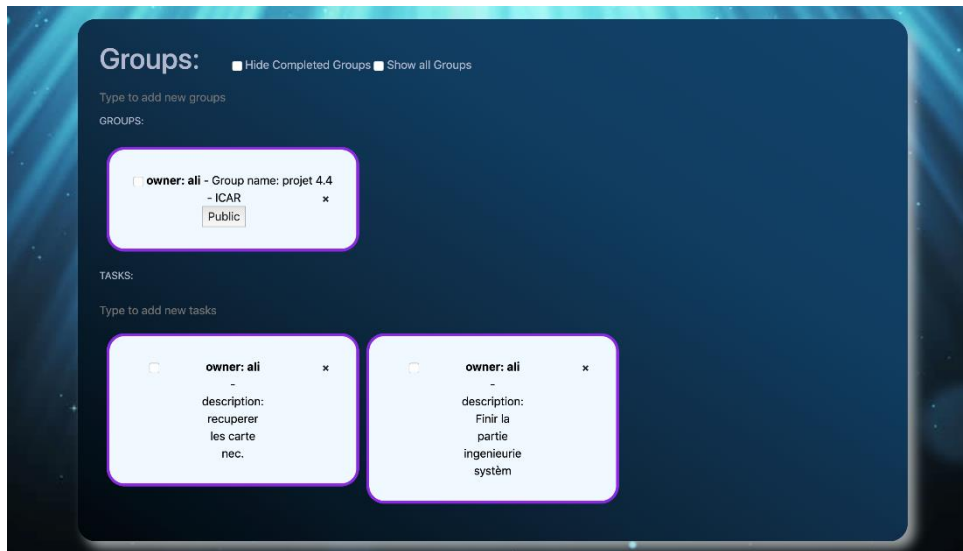 Groups:
Hide Completed Groups Show all Groups
Type to add new groups
GROUPS:
owner: ali - Group name: projet 4.4
- ICAR ×
Public
TASKS:
Type to add new tasks
owner: ali ×
-
description:
recuperer
les carte
nec.
owner: ali ×
-
description:
Finir la
partie
ingenieurie
systèm